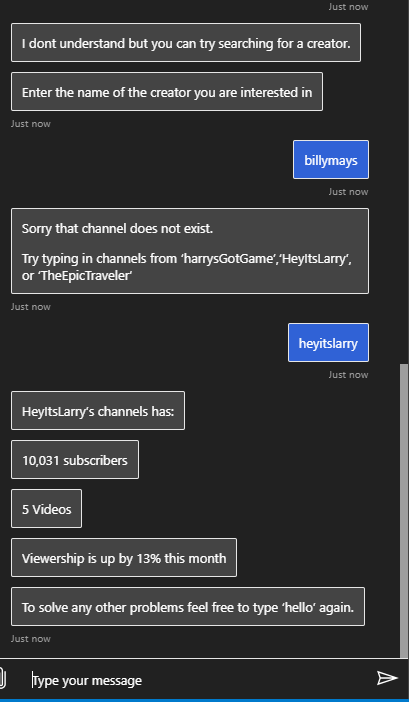 Just now
I dont understand but you can try searching for a creator.
Enter the name of the creator you are interested in
Just now
billymays
Just now
Sorry that channel does not exist.
Try typing in channels from ‘harrysGotGame’,‘HeyItsLarry’,
or ‘TheEpicTraveler’
Just now
heyitslarry
Just now
HeyItsLarry’s channels has:
10,031 subscribers
5 Videos
Viewership is up by 13% this month
To solve any other problems feel free to type ‘hello’ again.
Just now
Type your message